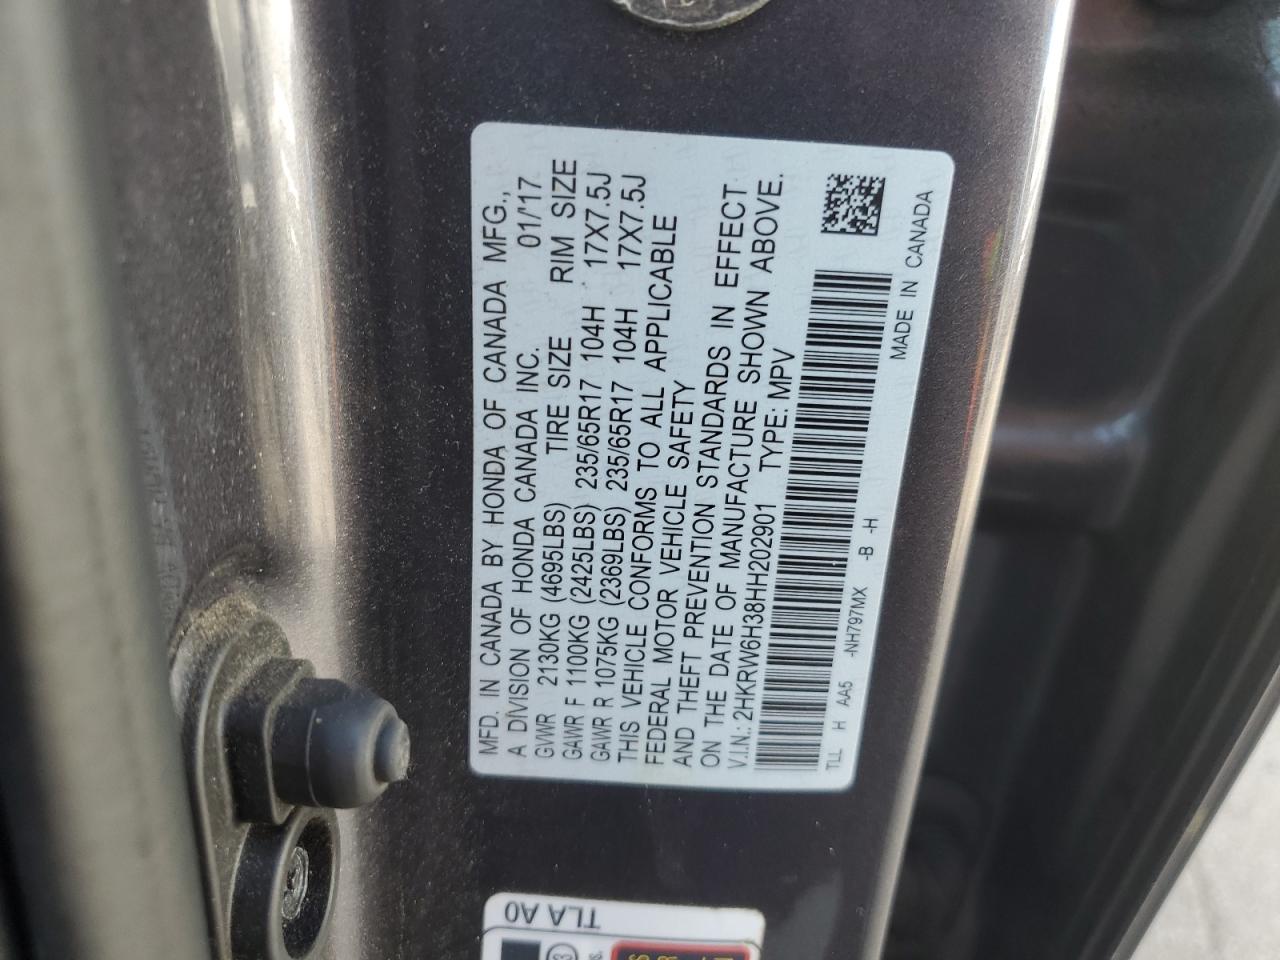 MFD. IN CANADA BY HONDA OF CANADA MFG.,
A DIVISION OF HONDA CANADA INC. 01/'17
GVWR 2130KG (4695LBS) TIRE SIZE RIM SIZE
GAWR F 1100KG (2425LBS) 235/65R17 104H 17X7.5J
GAWR R 1075KG (2369LBS) 235/65R17 104H 17X7.5J
THIS VEHICLE CONFORMS TO ALL APPLICABLE
FEDERAL MOTOR VEHICLE SAFETY
AND THEFT PREVENTION STANDARDS IN EFFECT
ON THE DATE OF MANUFACTURE SHOWN ABOVE.
V.I.N.: 2HKRW6H38HH202901 TYPE: MPV
TLL H AA5 -NH797MX -B -H
MADE IN CANADA
TLA A0